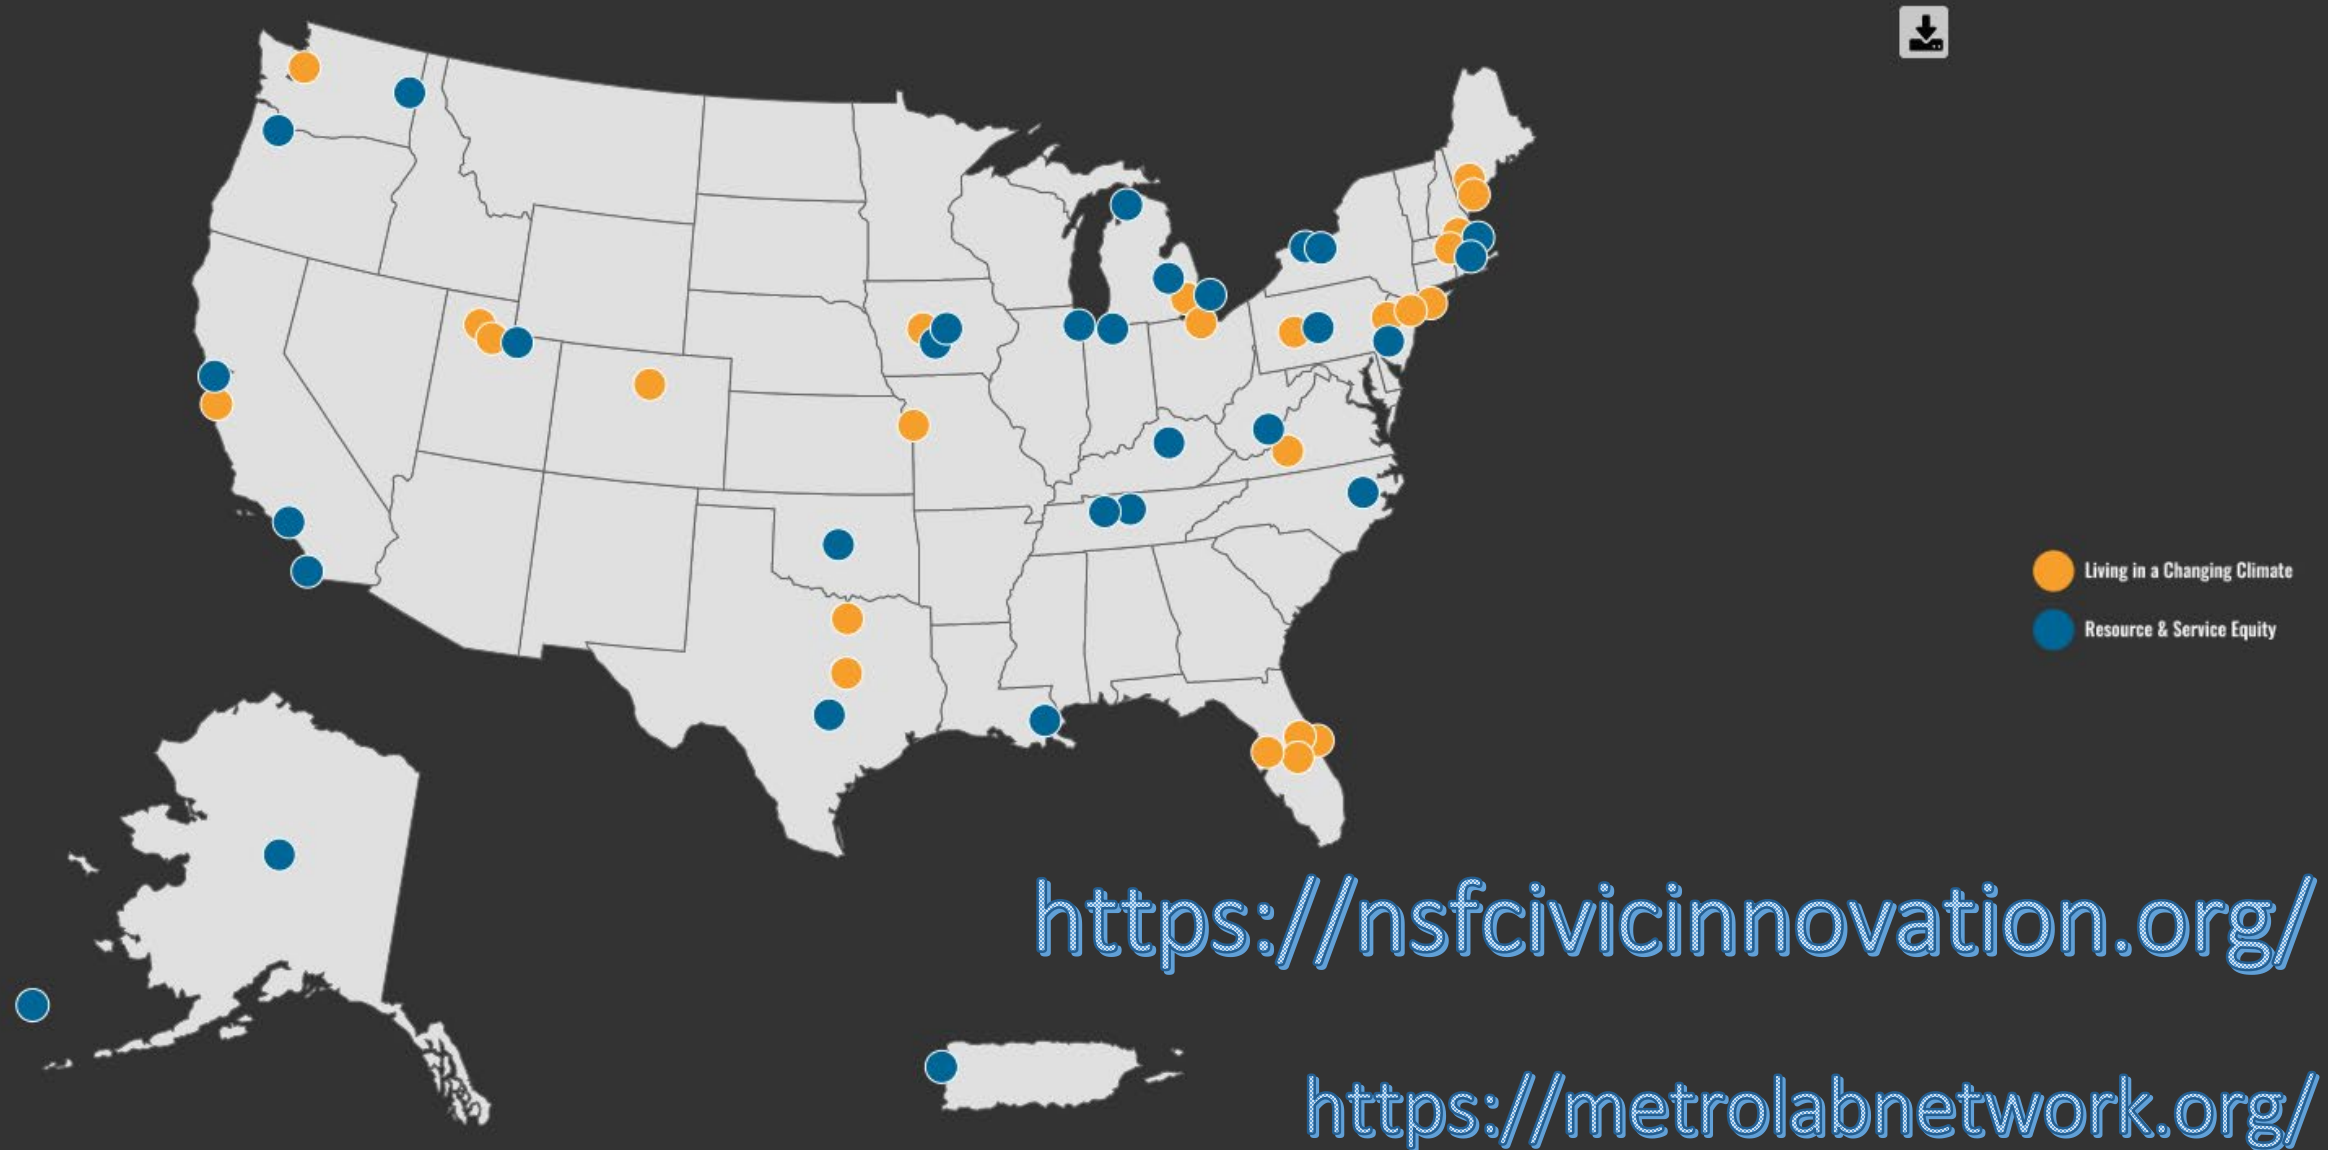 Living in a Changing Climate
Resource & Service Equity
https://nsfcivicinnovation.org/
https://metrolabnetwork.org/